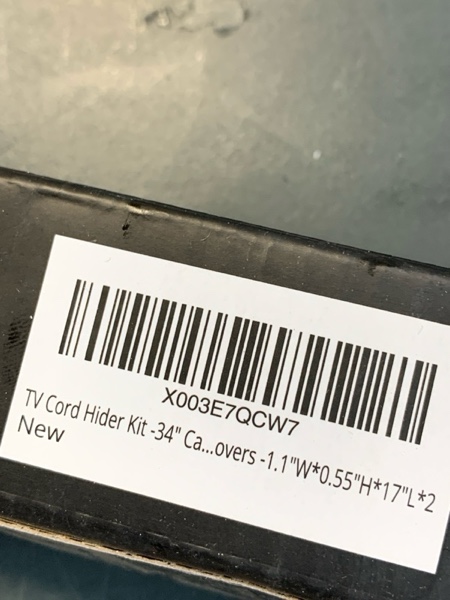 X003E7QCW7
TV Cord Hider Kit -34" Ca...overs -1.1"W*0.55"H*17"L*2
New